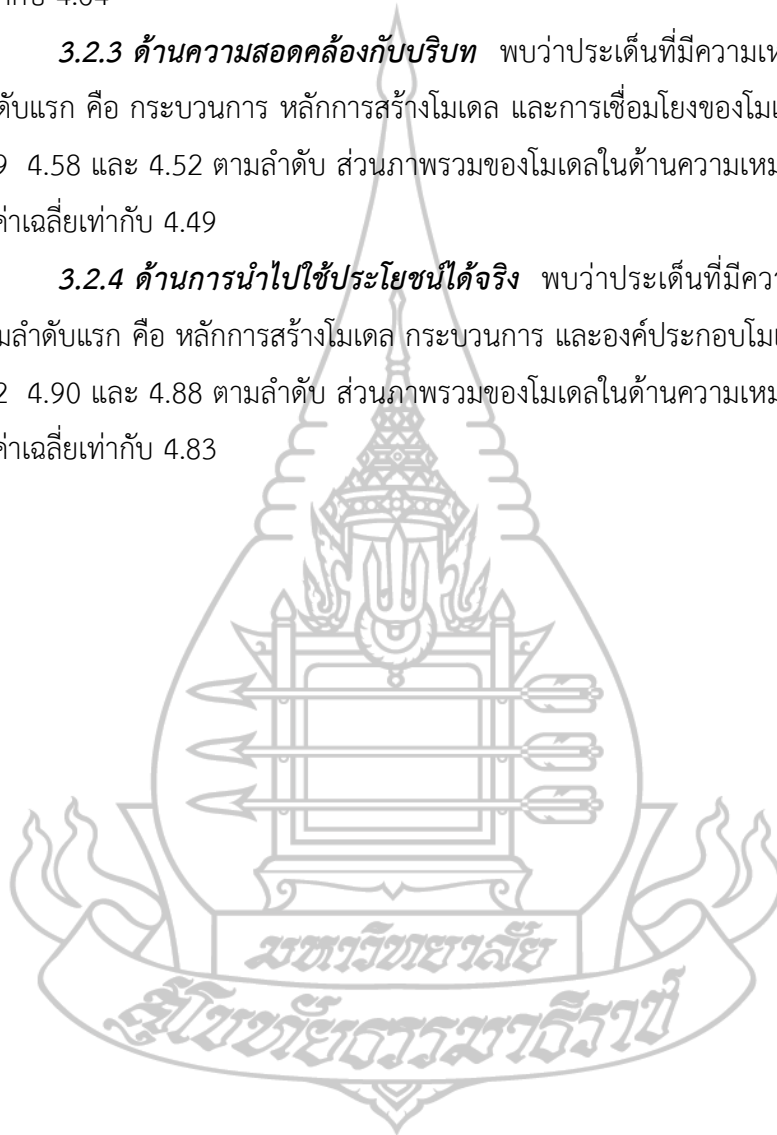 4.64
3.2.3 ด้านความสอดคล้องกับบริบท พบว่าประเด็นที่มีความเห
ดับแรก คือ กระบวนการ หลักการสร้างโมเดล และการเชื่อมโยงของโมเ
9 4.58 และ 4.52 ตามลำดับ ส่วนภาพรวมของโมเดลในด้านความเหม
ค่าเฉลี่ยเท่ากับ 4.49
3.2.4 ด้านการนำไปใช้ประโยชน์ได้จริง พบว่าประเด็นที่มีควา
มลำดับแรก คือ หลักการสร้างโมเดล กระบวนการ และองค์ประกอบโมเ
2 4.90 และ 4.88 ตามลำดับ ส่วนภาพรวมของโมเดลในด้านความเหม
ค่าเฉลี่ยเท่ากับ 4.83
มหาวิทยาลัย
สุโขทัยธรรมาธิราช